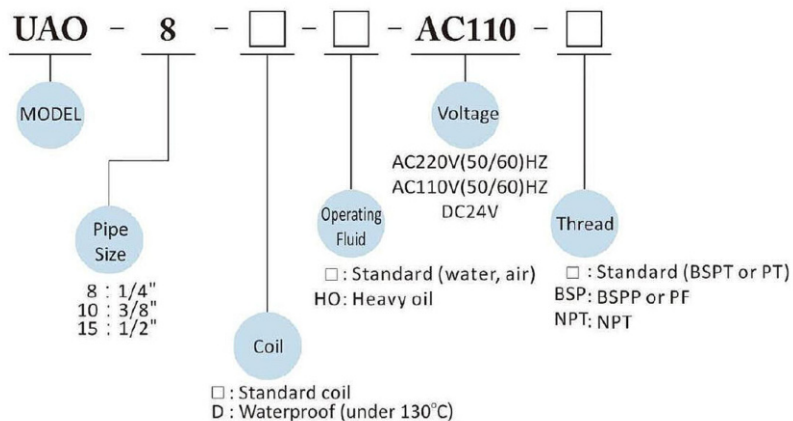 UAO - 8 - □ - □ - AC110 - □
MODEL
Pipe
Size
8 : 1/4"
10 : 3/8"
15 : 1/2"
Coil
□ : Standard coil
D : Waterproof (under 130°C)
Operating
Fluid
□ : Standard (water, air)
HO : Heavy oil
Voltage
AC220V(50/60)HZ
AC110V(50/60)HZ
DC24V
Thread
□ : Standard (BSPT or PT)
BSP : BSPP or PF
NPT : NPT